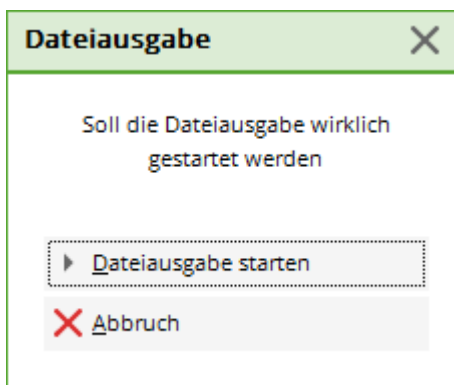 Dateiausgabe
Soll die Dateiausgabe wirklich
gestartet werden
Dateiausgabe starten
Abbruch